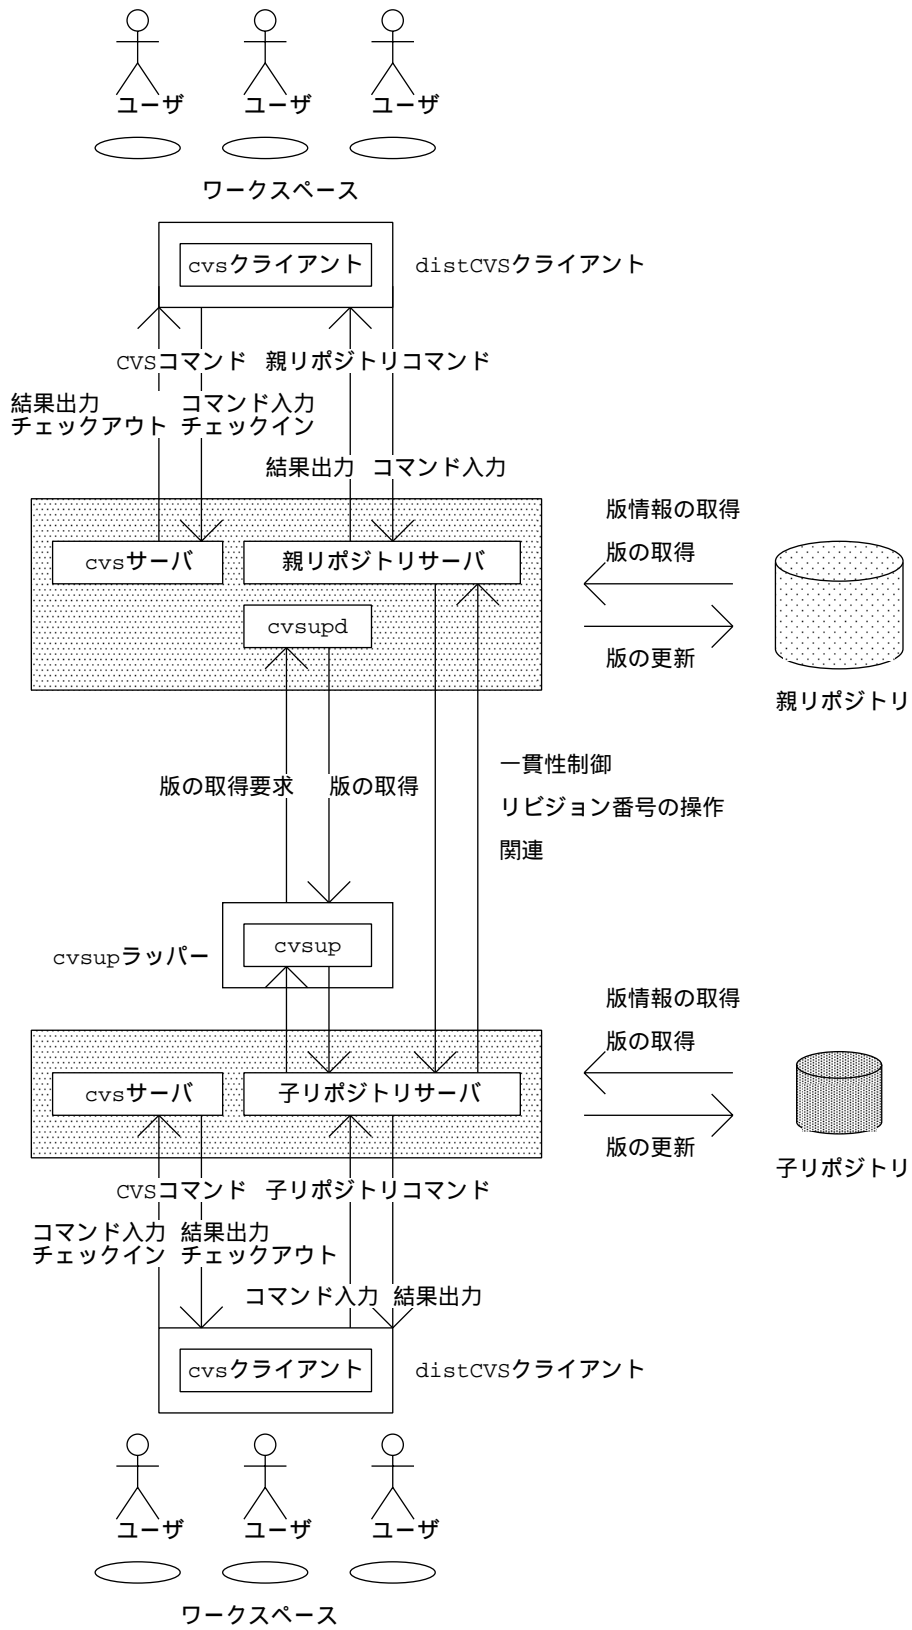 ユーザ ユーザ ユーザ
ワークスペース
cvsクライアント distCVSクライアント
CVSコマンド 親リポジトリコマンド
結果出力 コマンド入力
チェックアウト チェックイン
結果出力 コマンド入力
版情報の取得
版の取得
cvsサーバ 親リポジトリサーバ
cvsupd
版の更新
親リポジトリ
一貫性制御
版の取得要求 版の取得
リビジョン番号の操作
関連
cvsup
cvsupラッパー
版情報の取得
版の取得
cvsサーバ 子リポジトリサーバ
版の更新
子リポジトリ
CVSコマンド 子リポジトリコマンド
コマンド入力 結果出力
チェックイン チェックアウト
コマンド入力 結果出力
cvsクライアント distCVSクライアント
ユーザ ユーザ ユーザ
ワークスペース